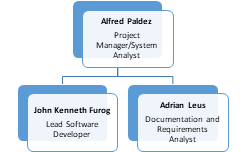 Alfred Paldez
Project
Manager/System
Analyst
John Kenneth Furog
Lead Software
Developer
Adrian Leus
Documentation and
Requirements
Analyst